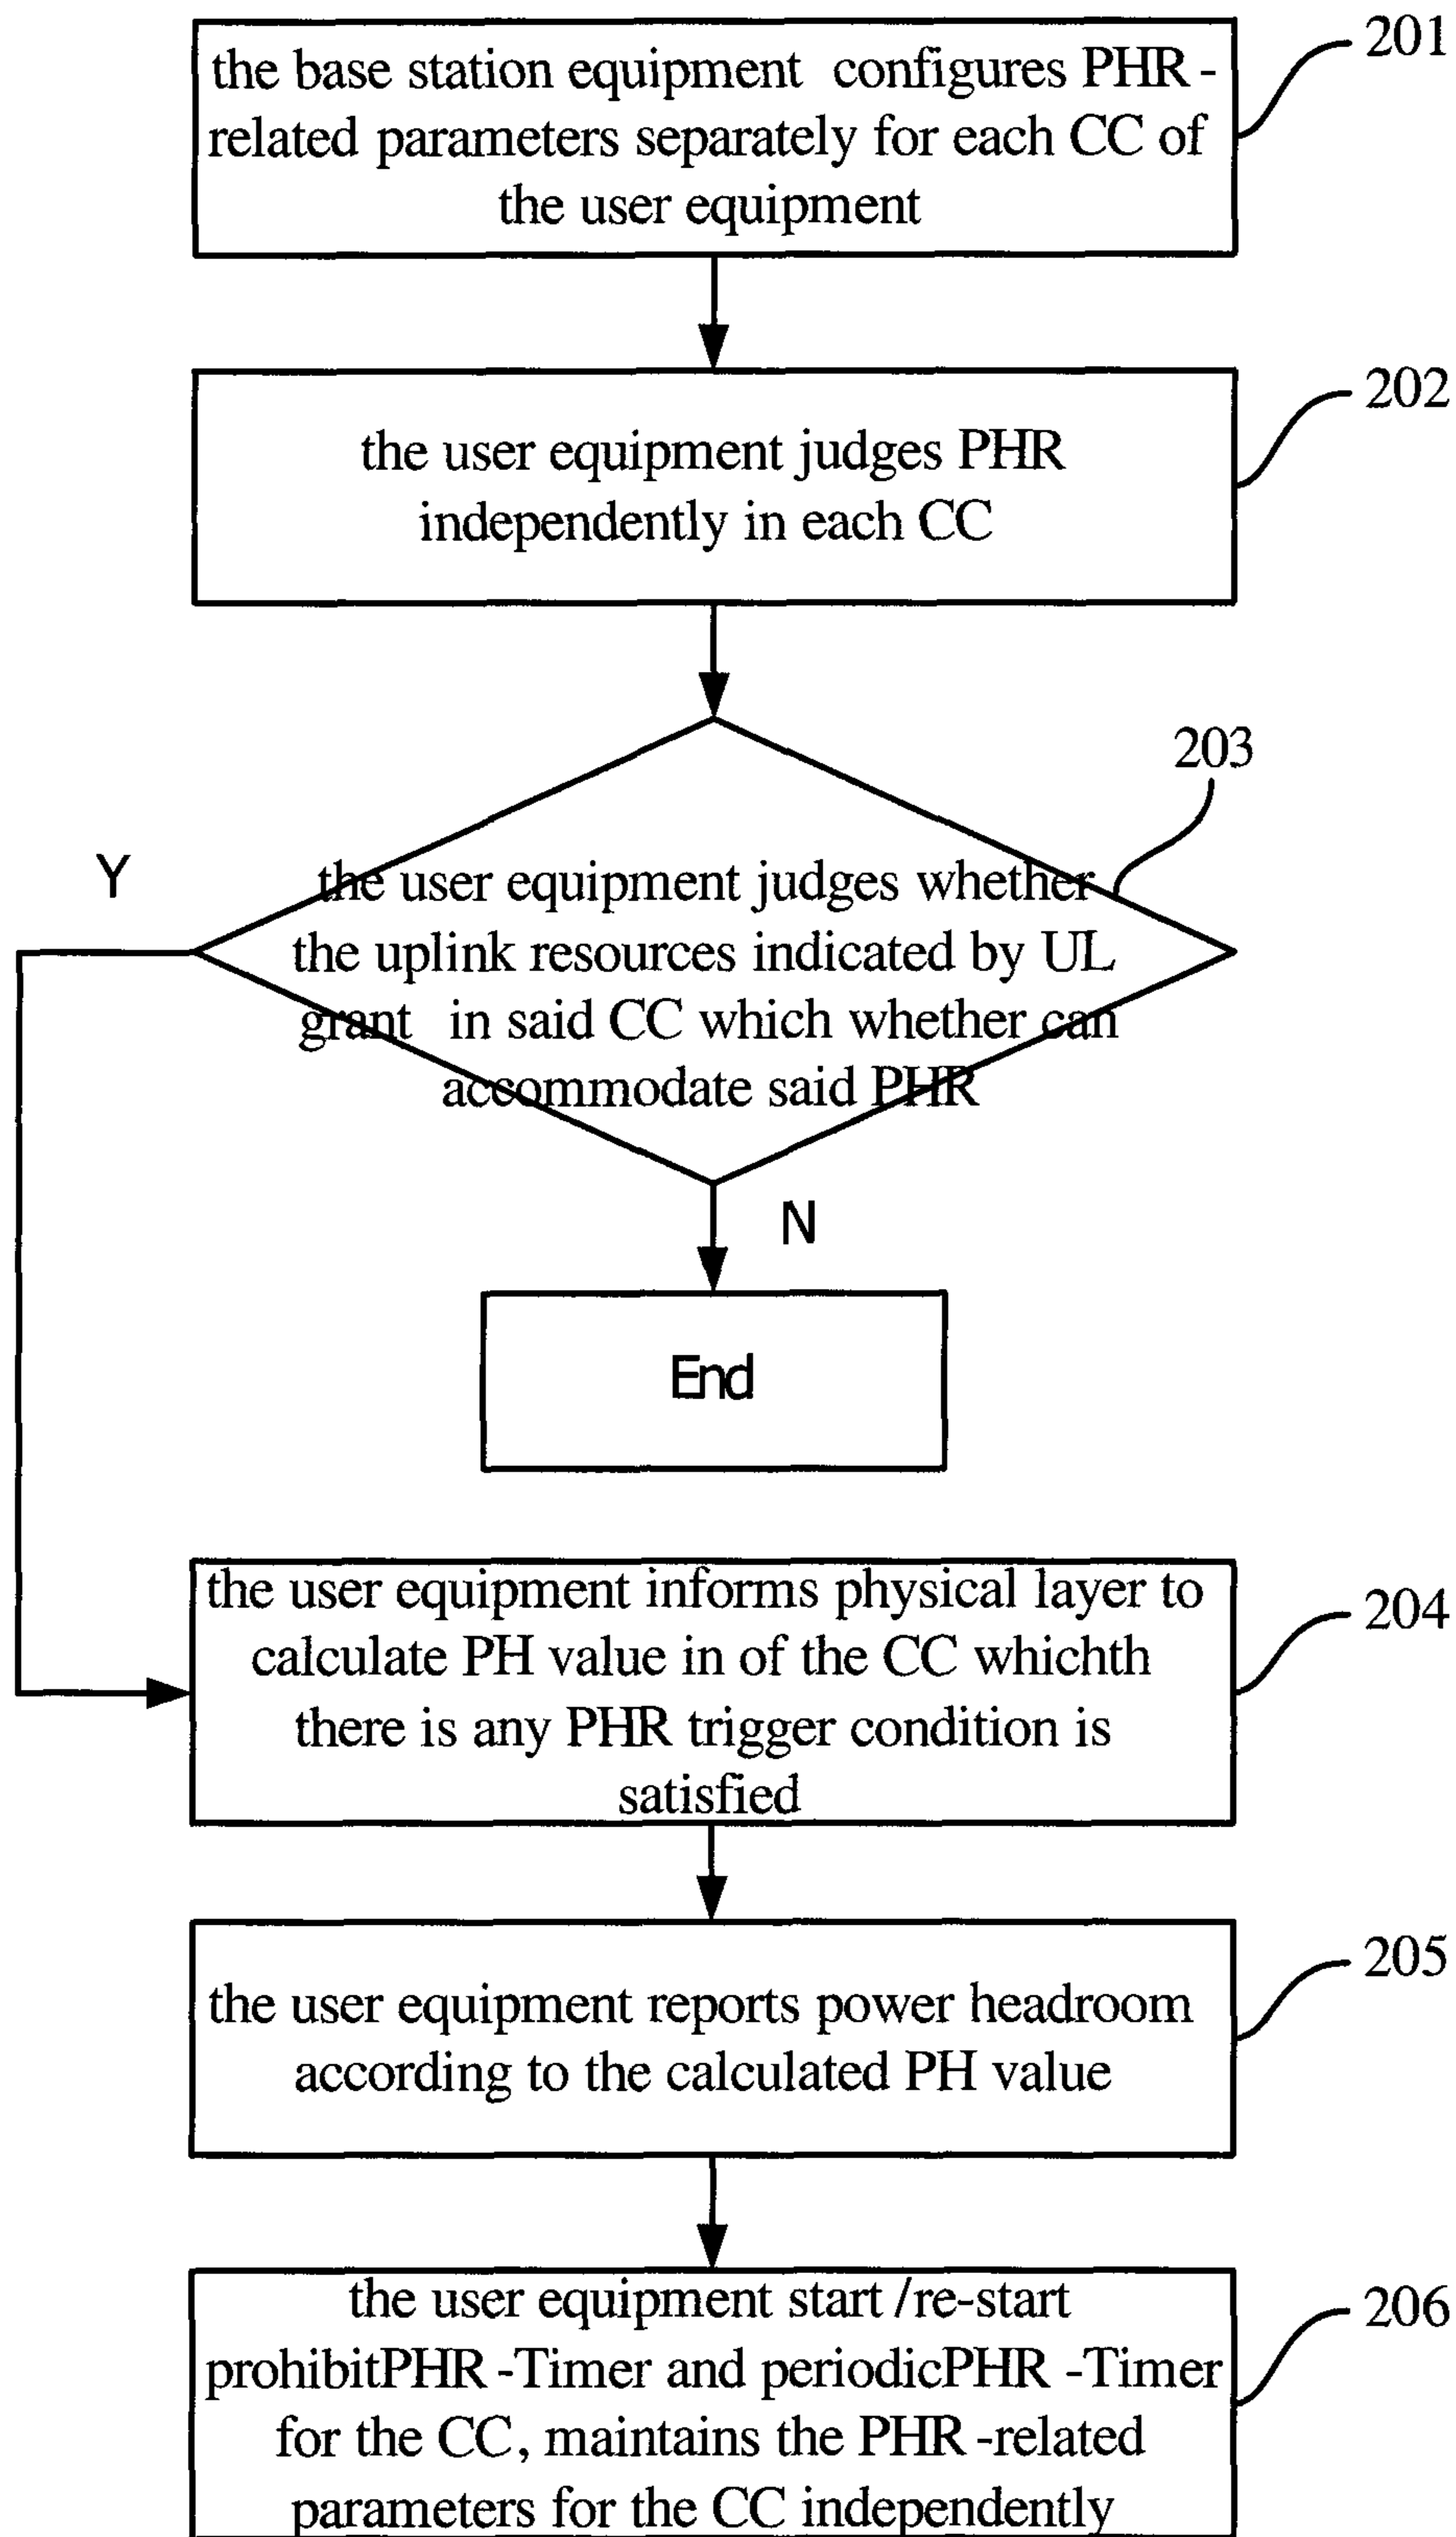 the base station equipment configures PHR-
related parameters separately for each CC of
the user equipment
201
the user equipment judges PHR
independently in each CC
202
203
Y
the user equipment judges whether
the uplink resources indicated by UL
grant in said CC which whether can
accommodate said PHR
N
End
the user equipment informs physical layer to
calculate PH value in of the CC whichth
there is any PHR trigger condition is
satisfied
204
the user equipment reports power headroom
according to the calculated PH value
205
the user equipment start/re-start
prohibitPHR-Timer and periodicPHR-Timer
for the CC, maintains the PHR-related
parameters for the CC independently
206